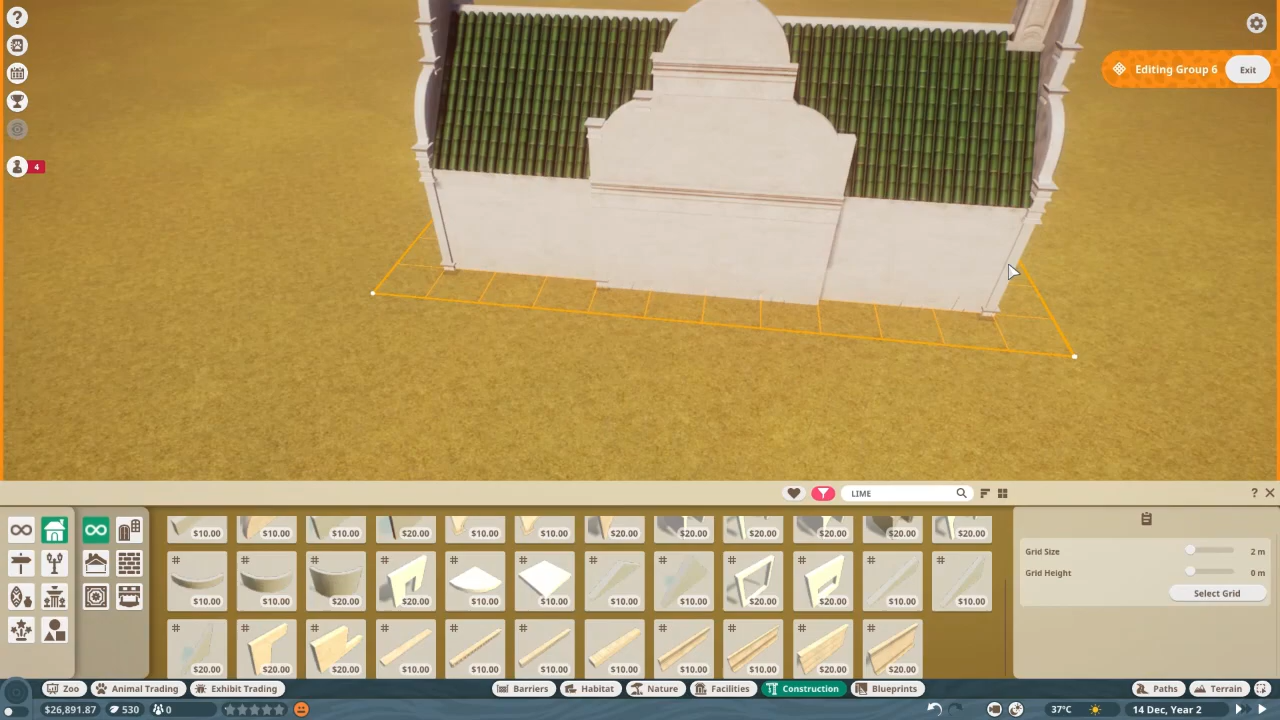 ?
Editing Group 6
Exit
4
LIME
?
$10.00 $10.00 $10.00 $20.00 $10.00 $10.00 $20.00 $20.00 $20.00 $20.00 $20.00 $20.00
$10.00 $10.00 $20.00 $20.00 $10.00 $10.00 $10.00 $10.00 $20.00 $20.00 $10.00 $10.00
$20.00 $20.00 $20.00 $10.00 $10.00 $10.00 $10.00 $20.00 $10.00 $20.00 $20.00
Grid Size 2 m
Grid Height 0 m
Select Grid
Zoo Animal Trading Exhibit Trading Barriers Habitat Nature Facilities Construction Blueprints Paths Terrain
$26,891.87 530 0 37°C 14 Dec, Year 2